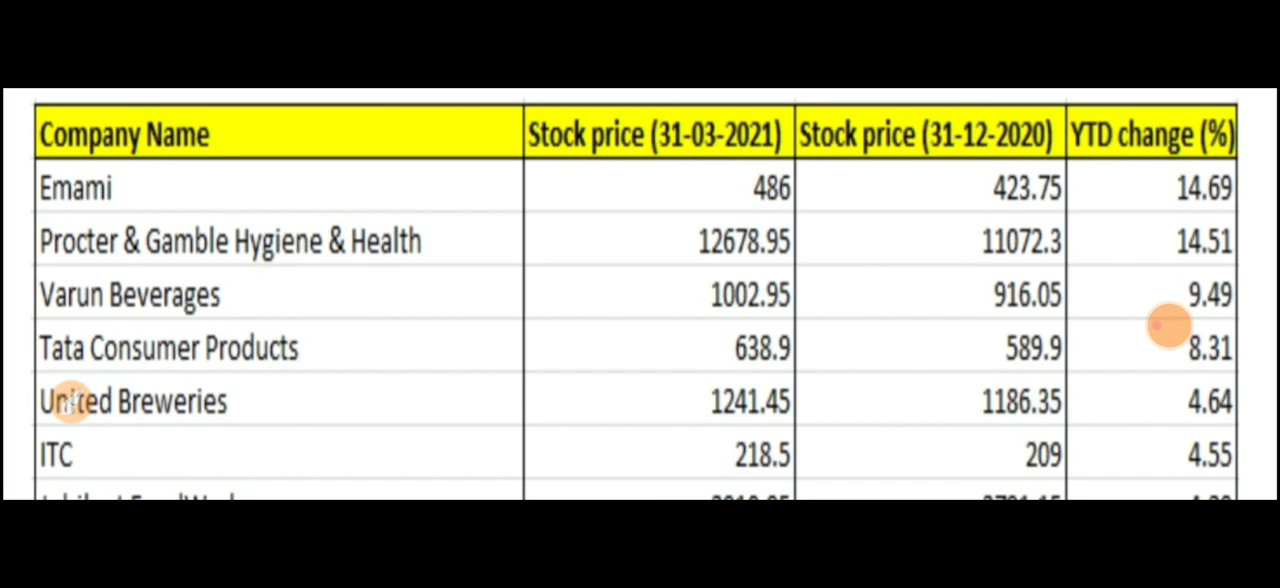 Company Name Stock price (31-03-2021) Stock price (31-12-2020) YTD change (%)
Emami 486 423.75 14.69
Procter & Gamble Hygiene & Health 12678.95 11072.3 14.51
Varun Beverages 1002.95 916.05 9.49
Tata Consumer Products 638.9 589.9 8.31
United Breweries 1241.45 1186.35 4.64
ITC 218.5 209 4.55